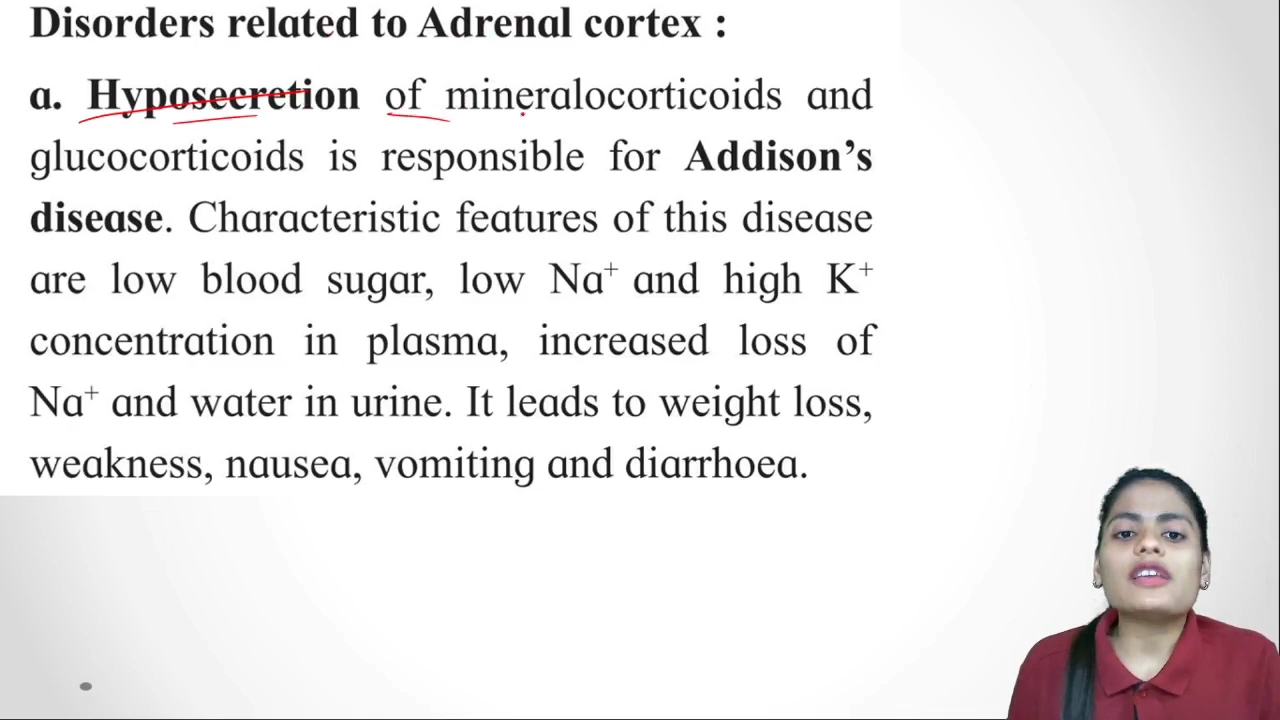 Disorders related to Adrenal cortex :
a. Hyposecretion of mineralocorticoids and
glucocorticoids is responsible for Addison’s
disease. Characteristic features of this disease
are low blood sugar, low Na⁺ and high K⁺
concentration in plasma, increased loss of
Na⁺ and water in urine. It leads to weight loss,
weakness, nausea, vomiting and diarrhoea.